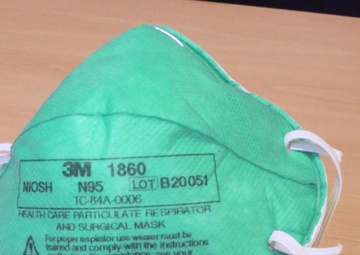 3M 1860
NIOSH N95 LOT B20051
TC-84A-0006
HEALTH CARE PARTICULATE RESPIRATOR
AND SURGICAL MASK
For proper respirator use wearer must be
trained and comply with the instructions